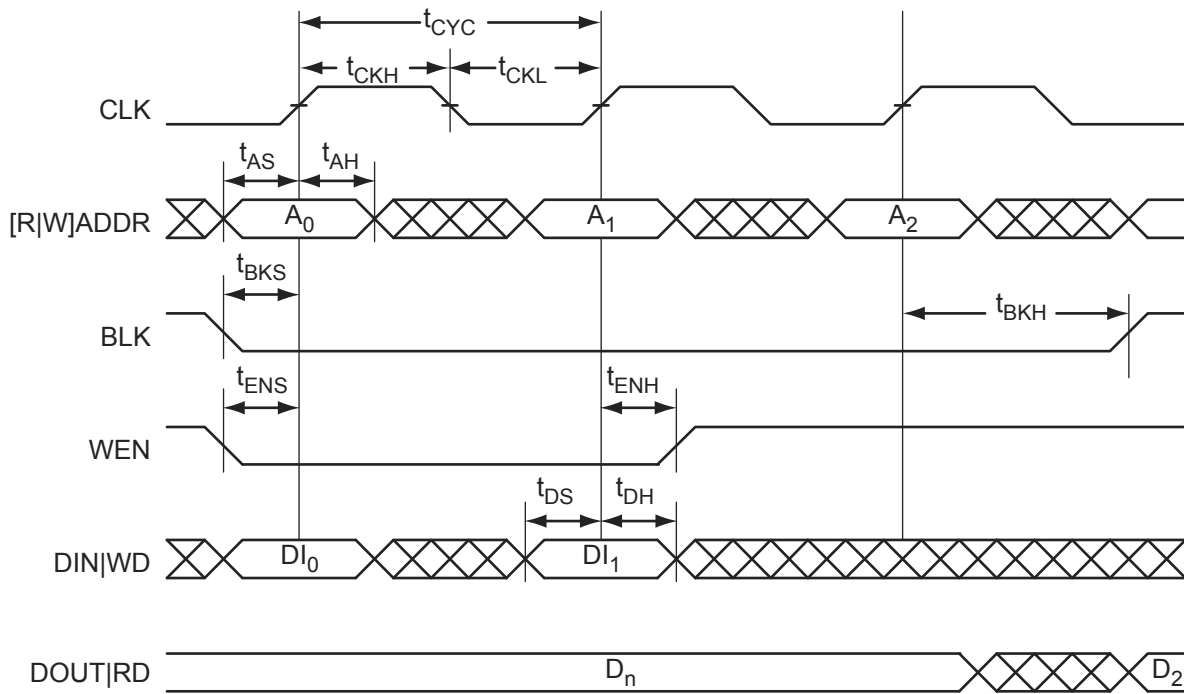 tCYC
tCKH tCKL
CLK
tAS tAH
[R|W]ADDR A0 A1 A2
tBKS
tBKH
BLK
tENS tENH
WEN
tDS tDH
DIN|WD DI0 DI1
DOUT|RD Dn D2